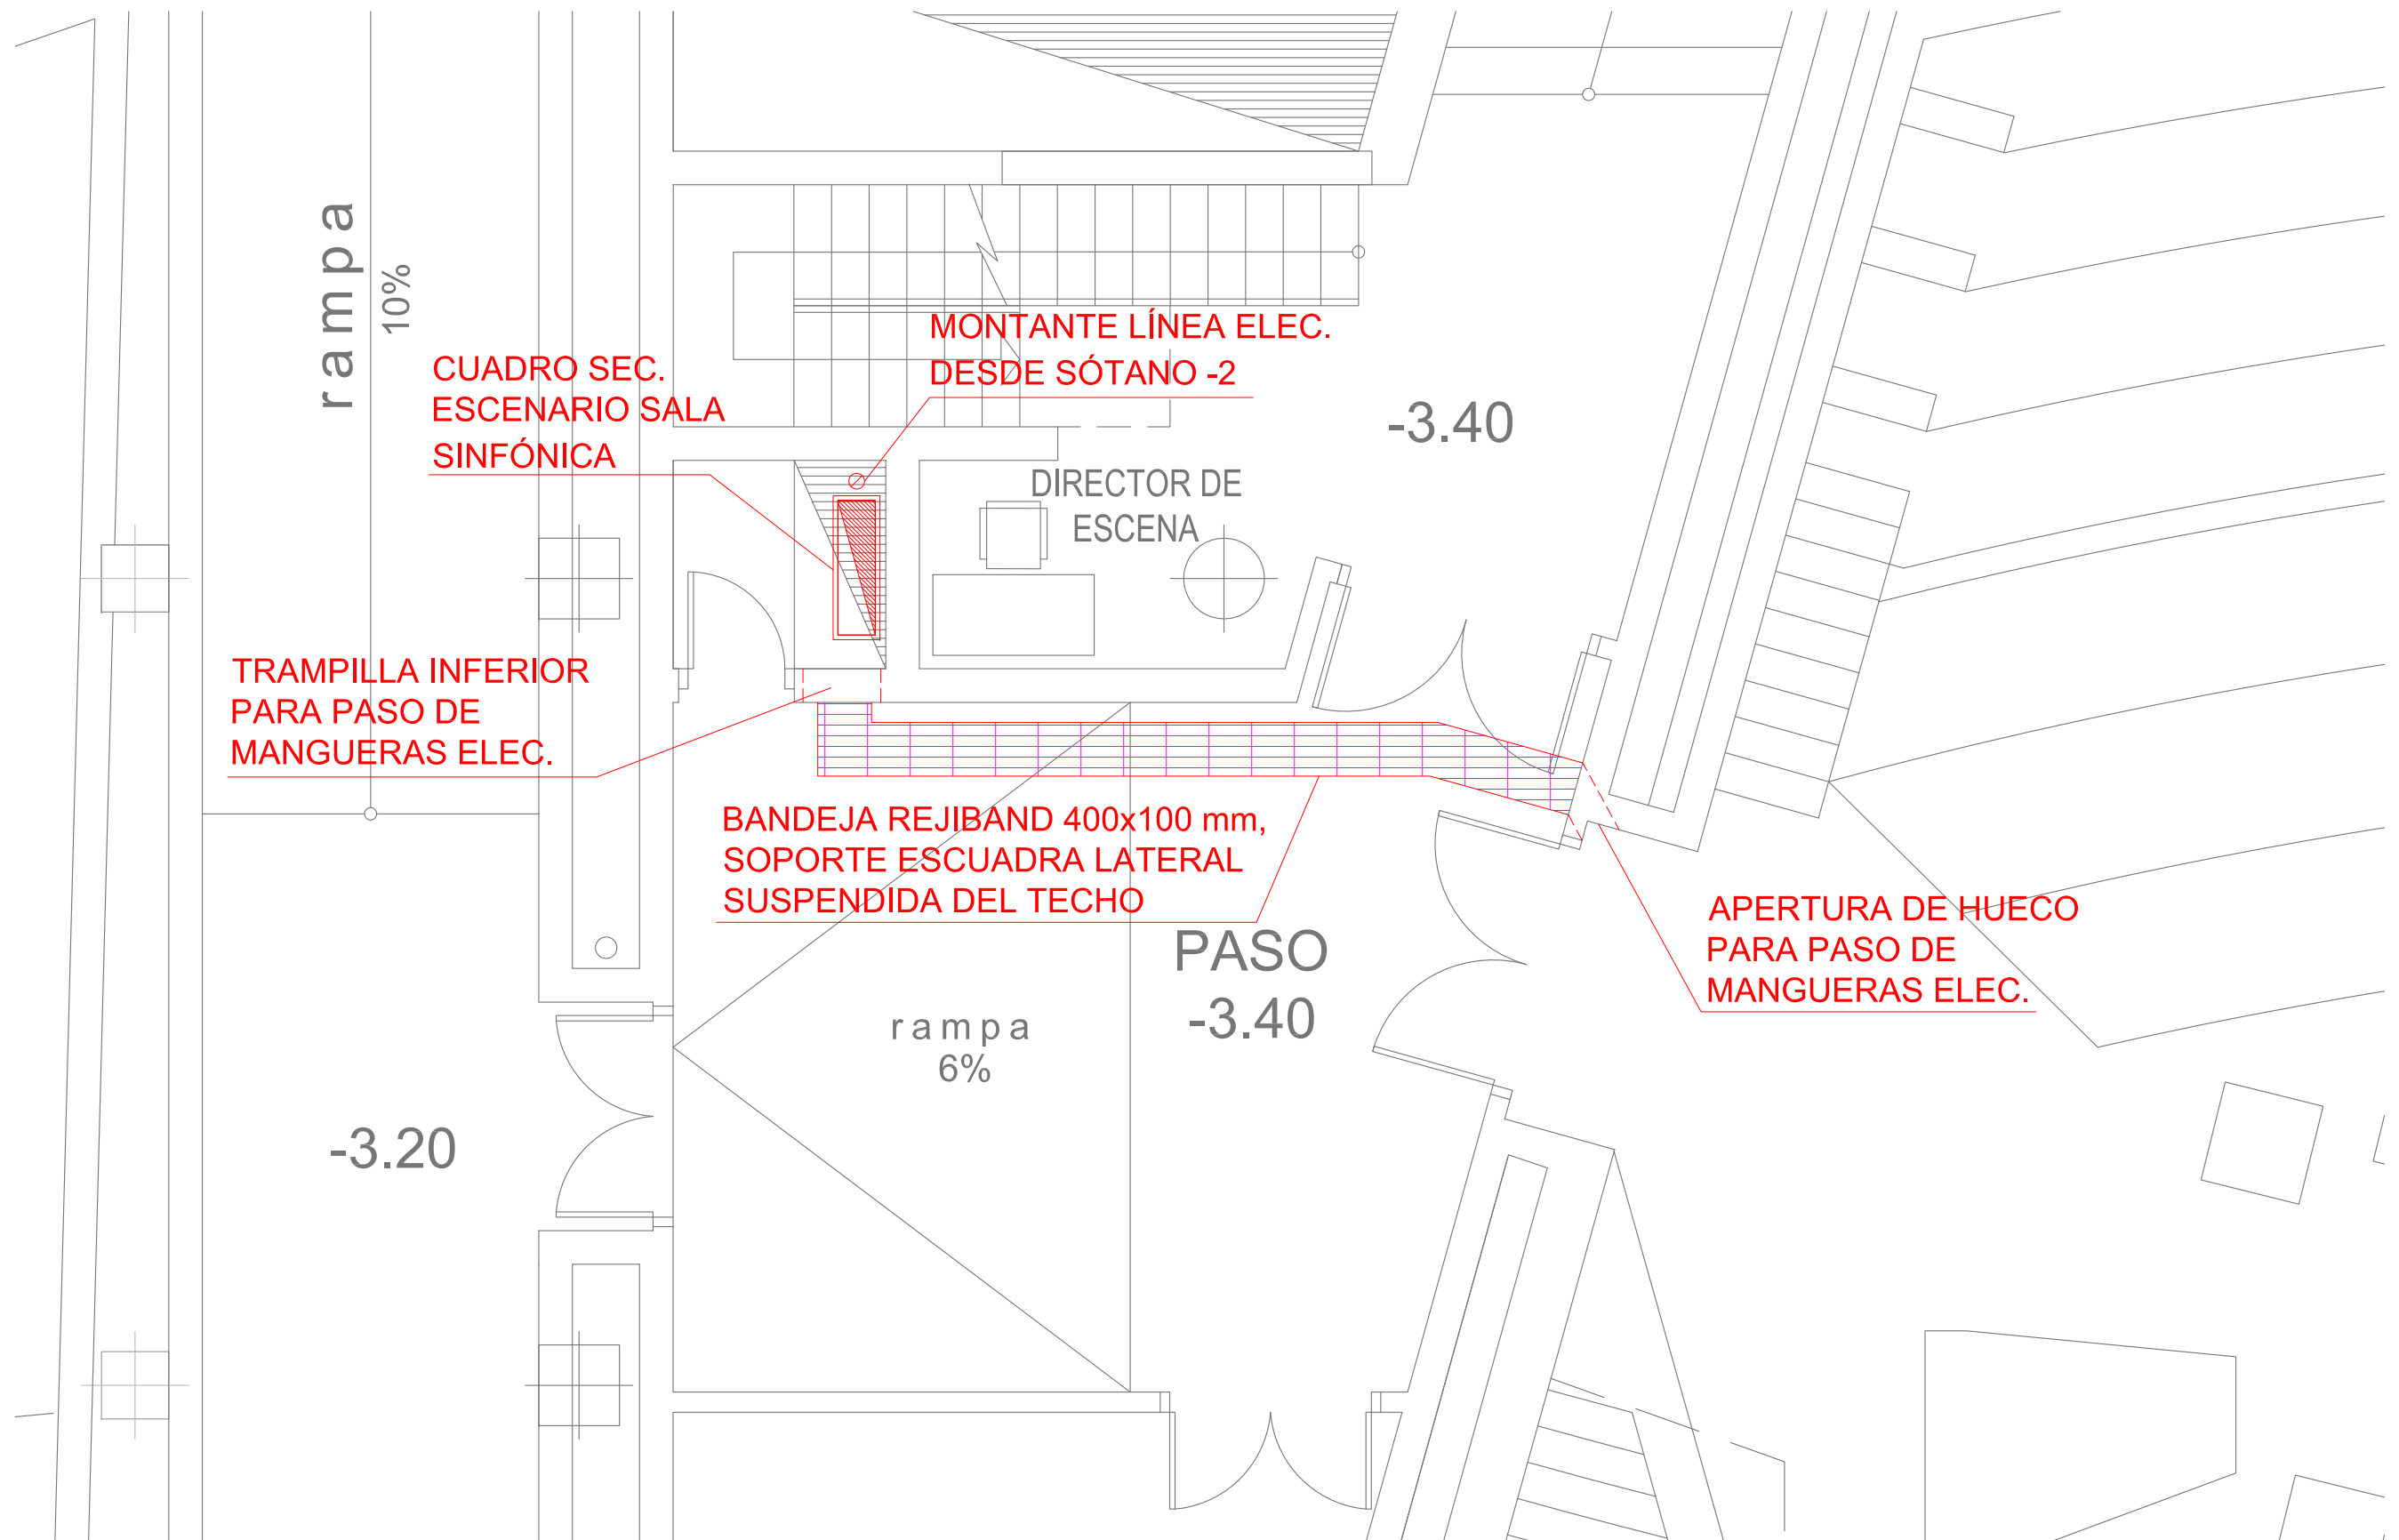 rampa
10%
MONTANTE LÍNEA ELEC.
DESDE SÓTANO -2
CUADRO SEC.
ESCENARIO SALA
SINFÓNICA
-3.40
DIRECTOR DE
ESCENA
TRAMPILLA INFERIOR
PARA PASO DE
MANGUERAS ELEC.
BANDEJA REJIBAND 400x100 mm,
SOPORTE ESCUADRA LATERAL
SUSPENDIDA DEL TECHO
APERTURA DE HUECO
PARA PASO DE
MANGUERAS ELEC.
PASO
-3.40
rampa
6%
-3.20